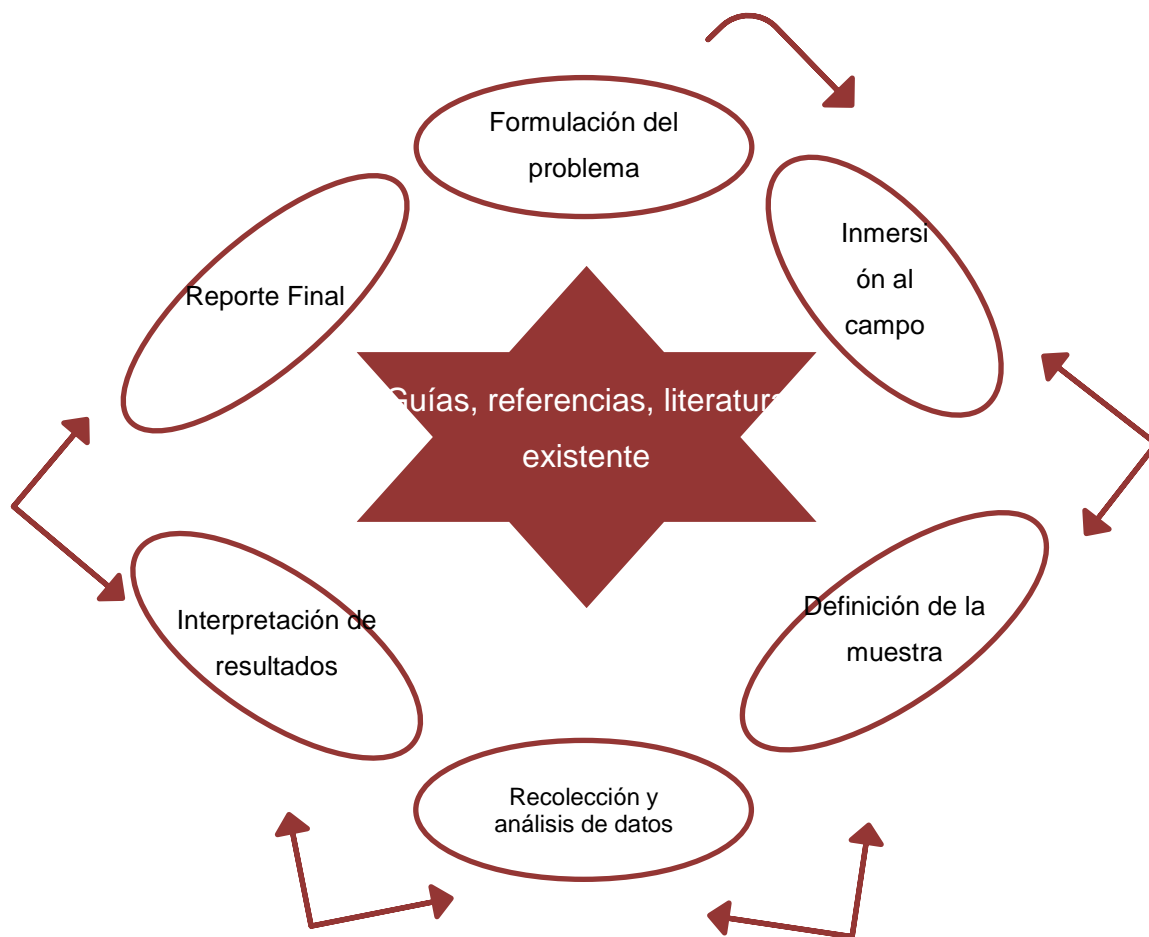 Formulación del
problema
Inmersi
ón al
campo
Reporte Final
Guías, referencias, literatura
existente
Interpretación de
resultados
Definición de la
muestra
Recolección y
análisis de datos